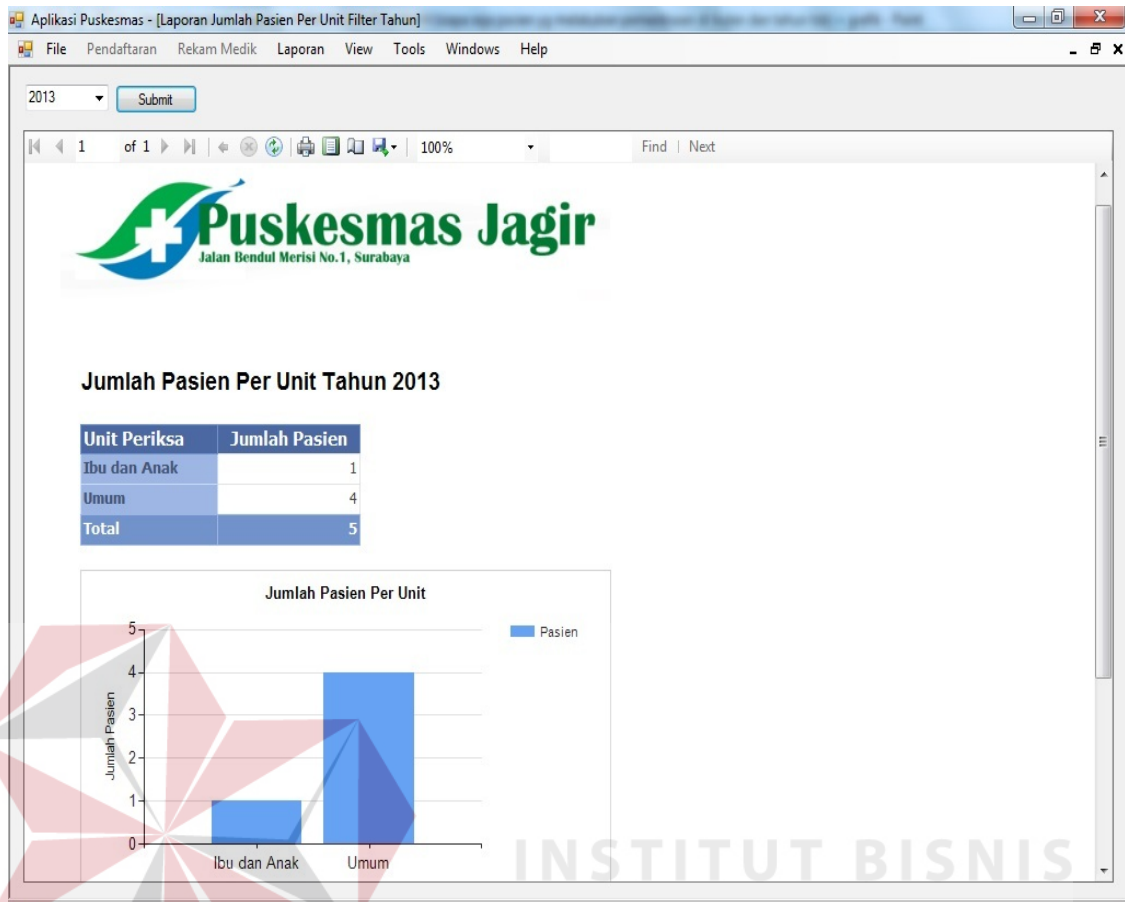 Aplikasi Puskesmas - [Laporan Jumlah Pasien Per Unit Filter Tahun]
File Pendaftaran Rekam Medik Laporan View Tools Windows Help
2013 Submit
1 of 1 100% Find | Next
Puskesmas Jagir
Jalan Bendul Merisi No.1, Surabaya
Jumlah Pasien Per Unit Tahun 2013
Unit Periksa Jumlah Pasien
Ibu dan Anak 1
Umum 4
Total 5
Jumlah Pasien Per Unit
Pasien
Jumlah Pasien
5
4
3
2
1
0
Ibu dan Anak Umum
INSTITUT BISNIS